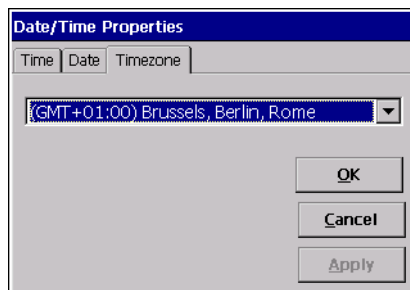 Date/Time Properties
Time Date Timezone
(GMT+01:00) Brussels, Berlin, Rome
OK
Cancel
Apply